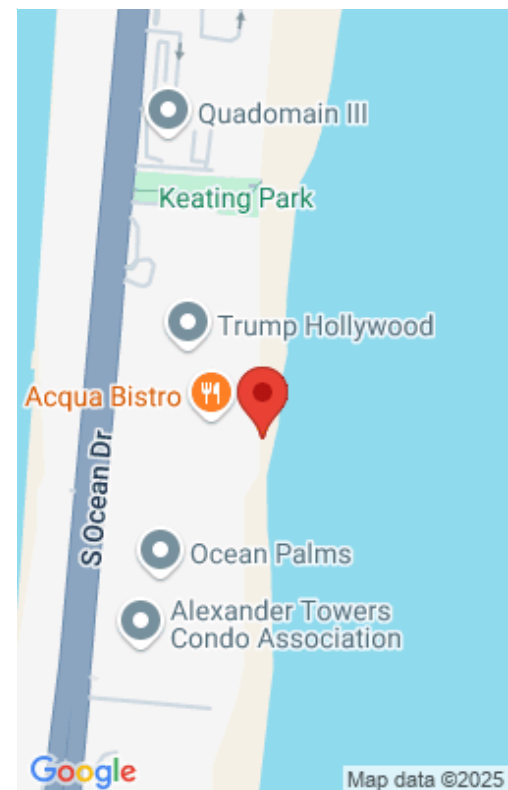 Quadomain III
Keating Park
Trump Hollywood
Acqua Bistro
S Ocean Dr
Ocean Palms
Alexander Towers
Condo Association
Google
Map data ©2025